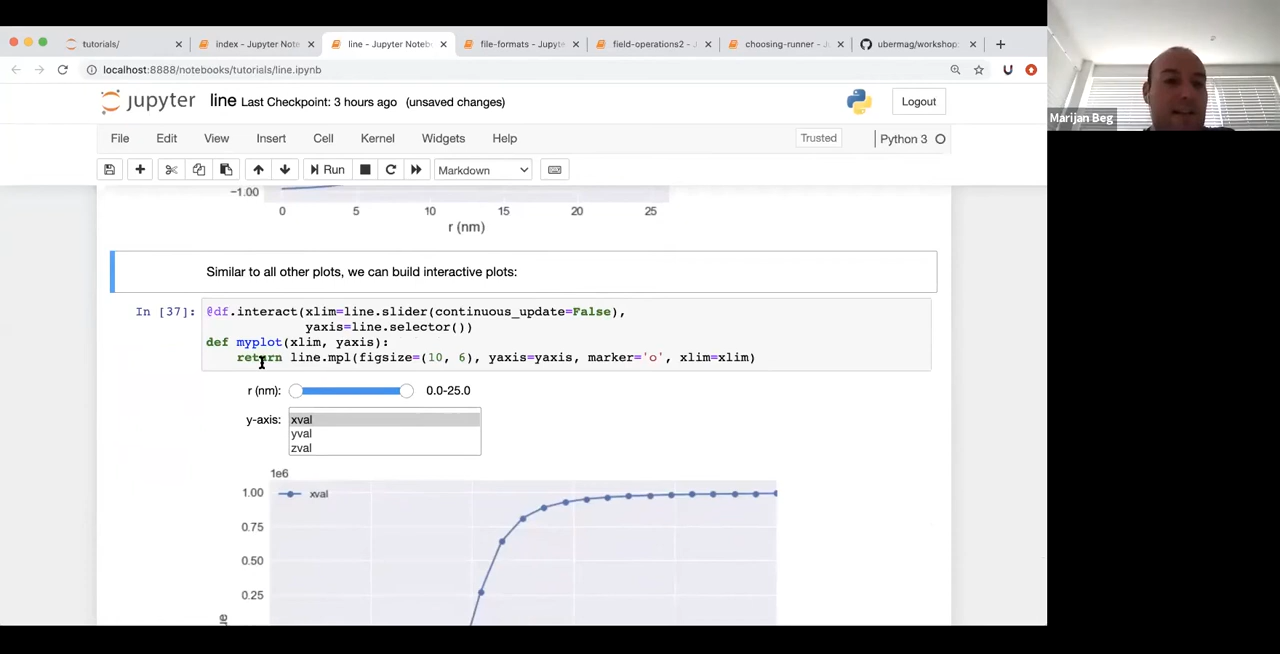 tutorials/
index - Jupyter Note
line - Jupyter Notebo
file-formats - Jupyte
field-operations2 - J
choosing-runner - Ju
ubermag/workshop:
localhost:8888/notebooks/tutorials/line.ipynb
Marijan Beg
jupyter line Last Checkpoint: 3 hours ago (unsaved changes)
Logout
File Edit View Insert Cell Kernel Widgets Help
Trusted
Python 3
Run
Markdown
−1.00
0 5 10 15 20 25
r (nm)
Similar to all other plots, we can build interactive plots:
In [37]:
@df.interact(xlim=line.slider(continuous_update=False),
yaxis=line.selector())
def myplot(xlim, yaxis):
return line.mpl(figsize=(10, 6), yaxis=yaxis, marker='o', xlim=xlim)
r (nm): 0.0-25.0
y-axis:
xval
yval
zval
1e6
xval
1.00
0.75
0.50
0.25